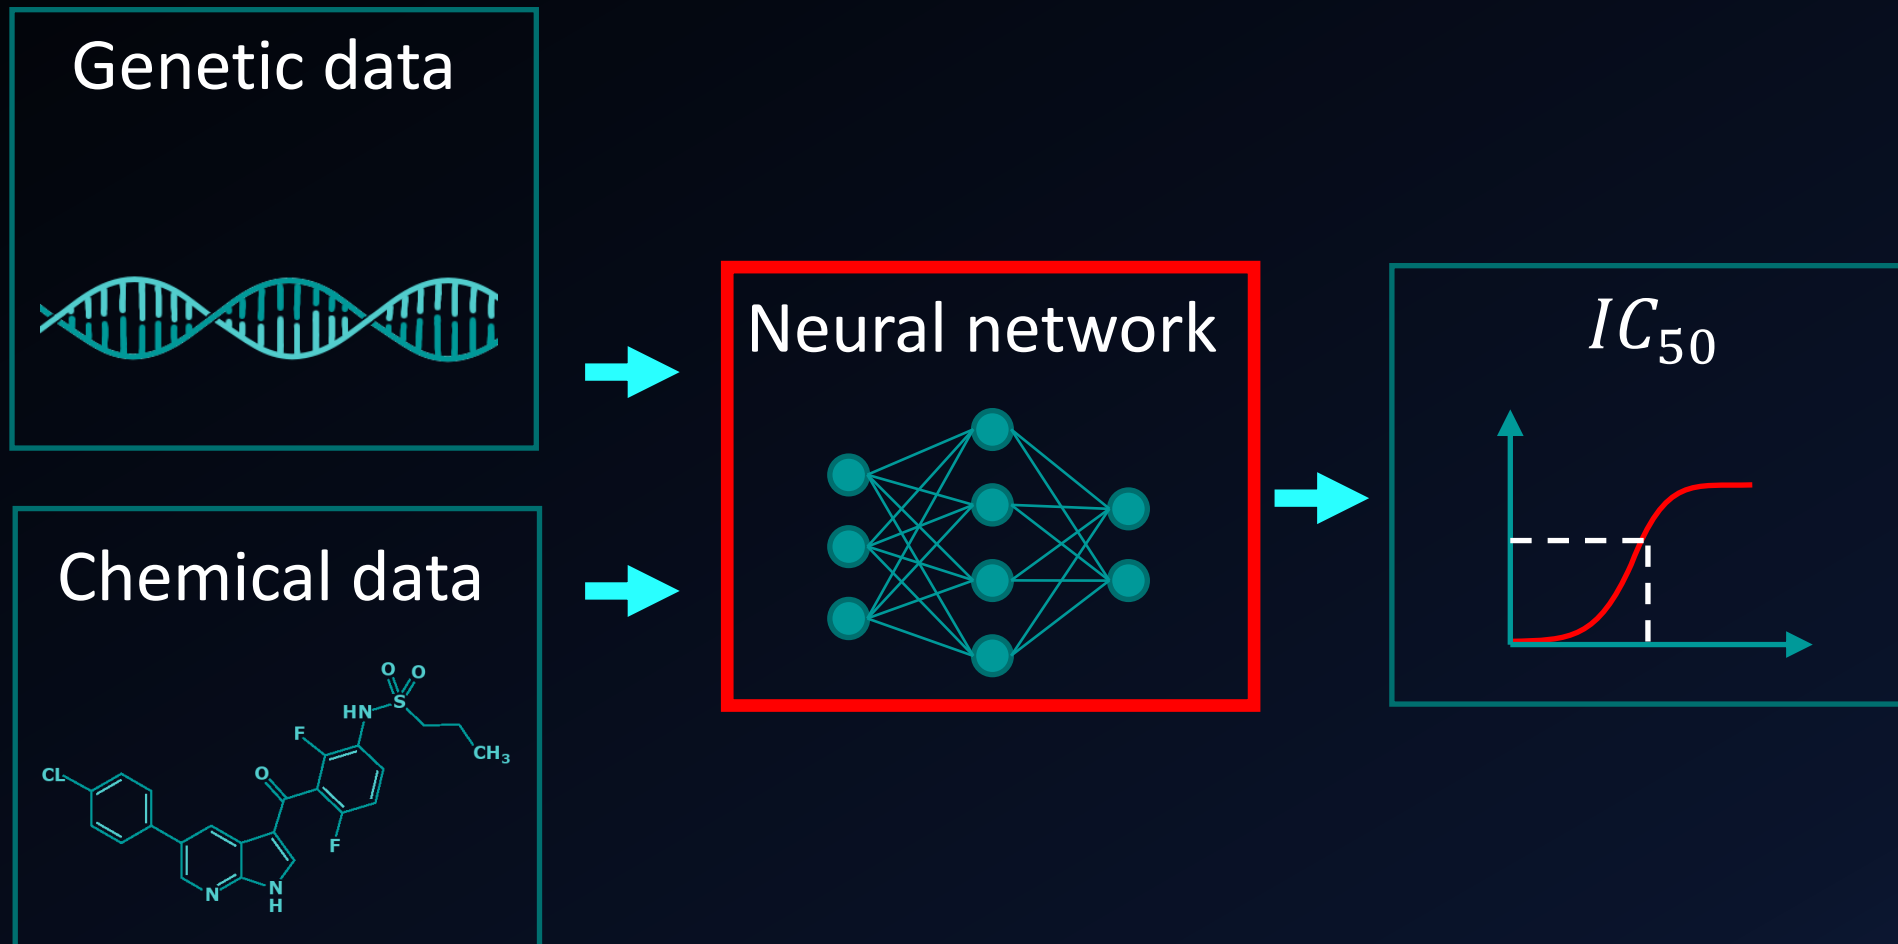 Genetic data
Neural network
IC50
Chemical data
O
O
HN
S
F
CH3
O
CL
F
N
N
H